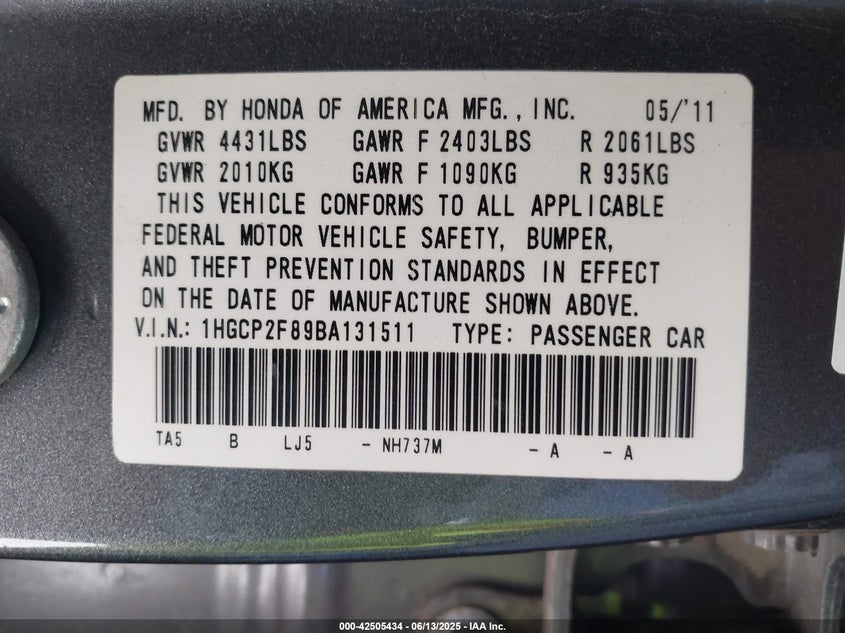 MFD. BY HONDA OF AMERICA MFG., INC. 05/'11
GVWR 4431LBS GAWR F 2403LBS R 2061LBS
GVWR 2010KG GAWR F 1090KG R 935KG
THIS VEHICLE CONFORMS TO ALL APPLICABLE
FEDERAL MOTOR VEHICLE SAFETY, BUMPER,
AND THEFT PREVENTION STANDARDS IN EFFECT
ON THE DATE OF MANUFACTURE SHOWN ABOVE.
V.I.N.: 1HGCP2F89BA131511 TYPE: PASSENGER CAR
TA5 B LJ5 - NH737M - A - A
000-42505434 - 06/13/2025 - IAA Inc.